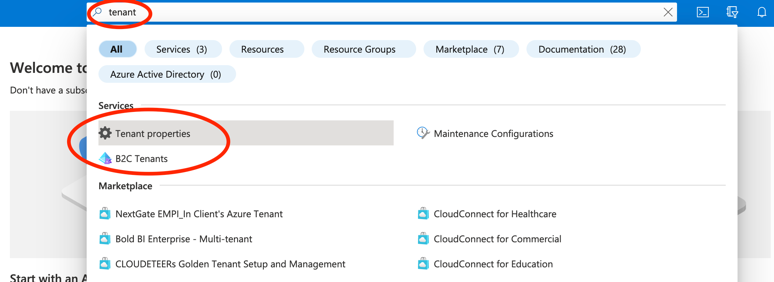 tenant
All Services (3) Resources Resource Groups Marketplace (7) Documentation (28)
Azure Active Directory (0)
Welcome to
Don't have a subs
Services
Tenant properties Maintenance Configurations
B2C Tenants
Marketplace
NextGate EMPI_In Client's Azure Tenant CloudConnect for Healthcare
Bold BI Enterprise - Multi-tenant CloudConnect for Commercial
CLOUDETEERs Golden Tenant Setup and Management CloudConnect for Education
Start with an A